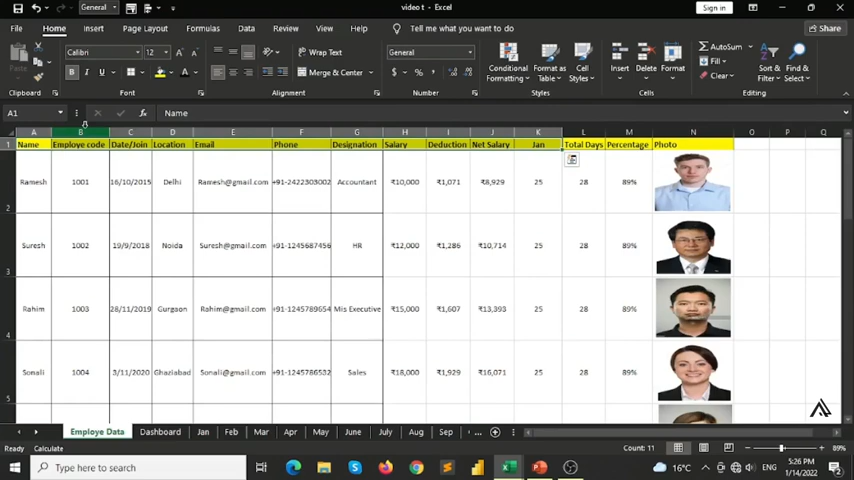 General
video t - Excel
Sign in
File Home Insert Page Layout Formulas Data Review View Help Tell me what you want to do Share
Calibri 12 Wrap Text General AutoSum
Paste B I U Merge & Center $ % Conditional Formatting Format as Table Cell Styles Insert Delete Format Fill Clear Sort & Filter Find & Select
Clipboard Font Alignment Number Styles Cells Editing
A1 fx Name
A B C D E F G H I J K L M N O P Q
1 Name Employe code Date/Join Location Email Phone Designation Salary Deduction Net Salary Jan Total Days Percentage Photo
2 Ramesh 1001 16/10/2015 Delhi Ramesh@gmail.com +91-2422303002 Accountant ₹10,000 ₹1,071 ₹8,929 25 28 89%
3 Suresh 1002 19/9/2018 Noida Suresh@gmail.com +91-1245687456 HR ₹12,000 ₹1,286 ₹10,714 25 28 89%
4 Rahim 1003 28/11/2019 Gurgaon Rahim@gmail.com +91-1245789654 Mis Executive ₹15,000 ₹1,607 ₹13,393 25 28 89%
5 Sonali 1004 3/11/2020 Ghaziabad Sonali@gmail.com +91-1245786532 Sales ₹18,000 ₹1,929 ₹16,071 25 28 89%
Employe Data Dashboard Jan Feb Mar Apr May June July Aug Sep ...
Ready Calculate Count: 11 89%
Type here to search 16°C ENG 5:26 PM
1/14/2022